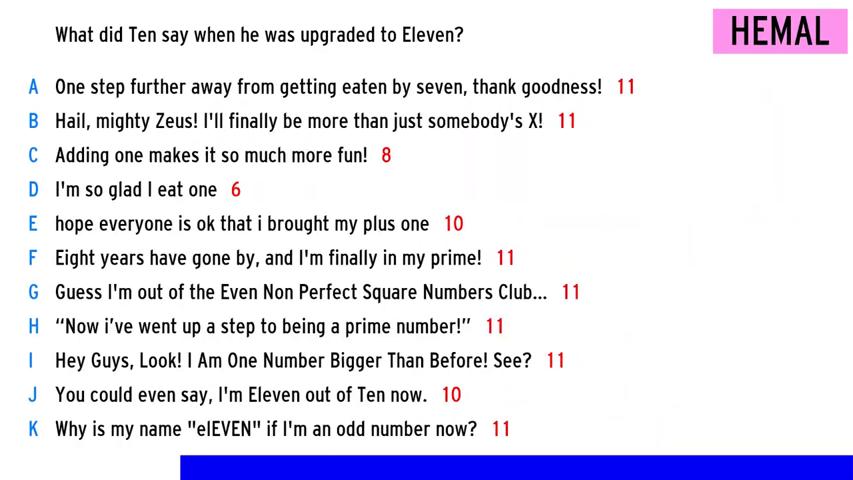 What did Ten say when he was upgraded to Eleven?
HEMAL
A One step further away from getting eaten by seven, thank goodness! 11
B Hail, mighty Zeus! I'll finally be more than just somebody's X! 11
C Adding one makes it so much more fun! 8
D I'm so glad I eat one 6
E hope everyone is ok that i brought my plus one 10
F Eight years have gone by, and I'm finally in my prime! 11
G Guess I'm out of the Even Non Perfect Square Numbers Club... 11
H “Now i’ve went up a step to being a prime number!” 11
I Hey Guys, Look! I Am One Number Bigger Than Before! See? 11
J You could even say, I'm Eleven out of Ten now. 10
K Why is my name "elEVEN" if I'm an odd number now? 11